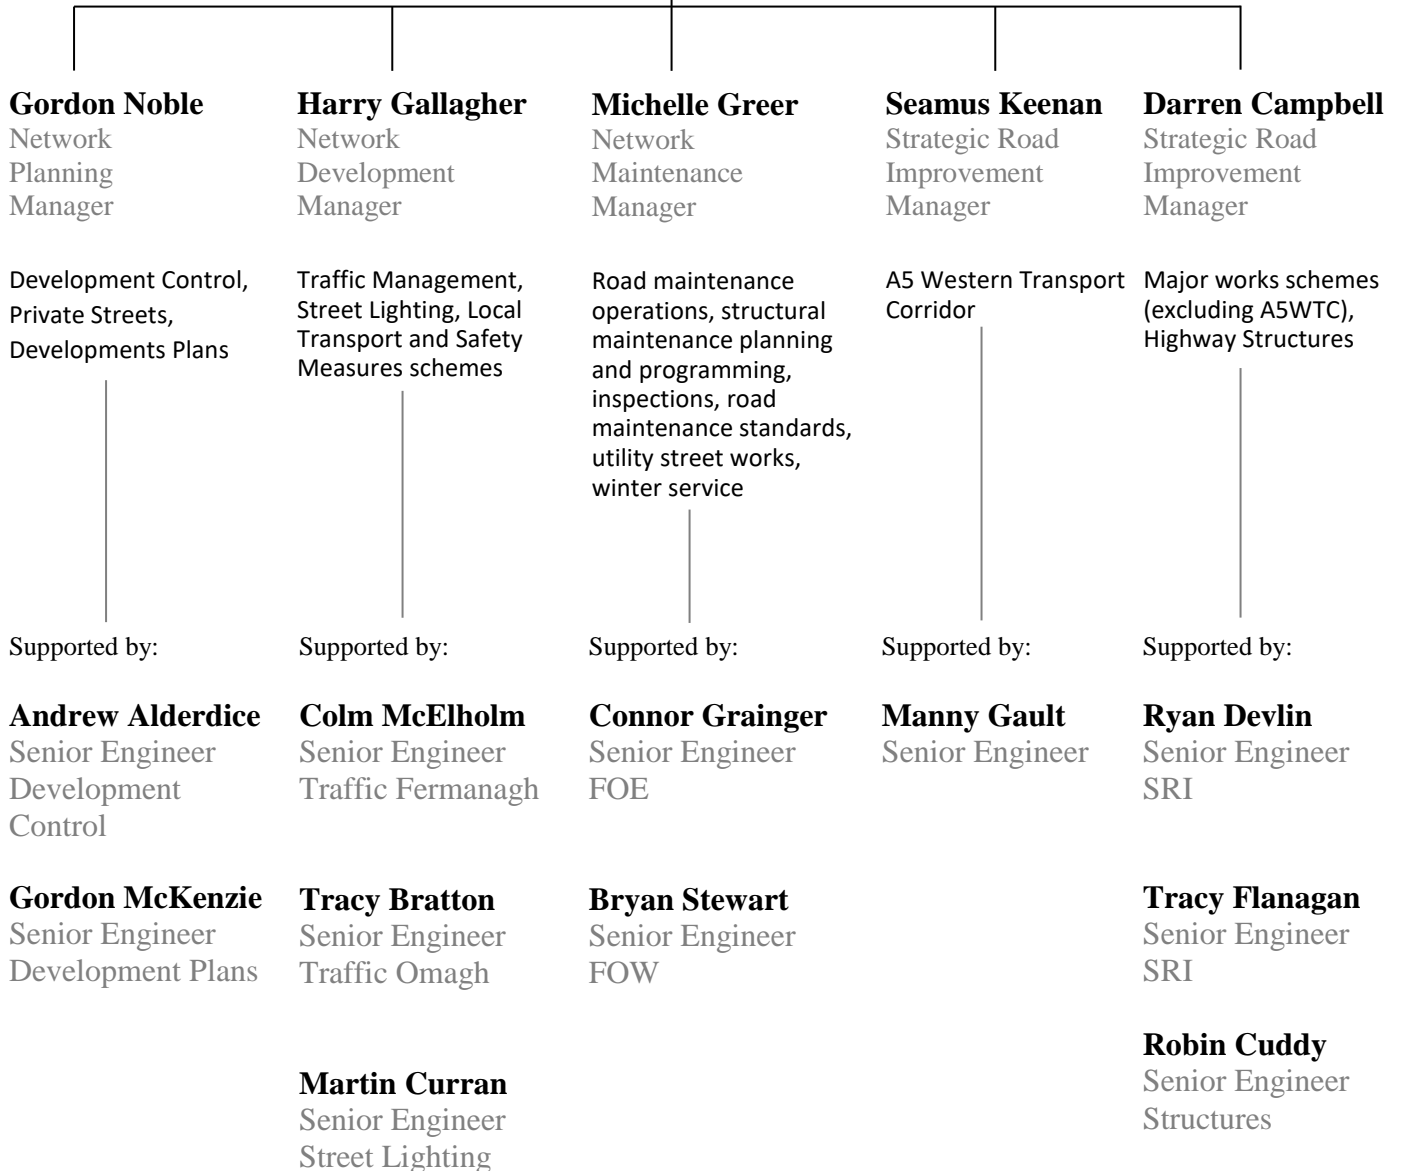 Gordon Noble
Network
Planning
Manager
Development Control,
Private Streets,
Developments Plans
Supported by:
Andrew Alderdice
Senior Engineer
Development
Control
Gordon McKenzie
Senior Engineer
Development Plans
Harry Gallagher
Network
Development
Manager
Traffic Management,
Street Lighting, Local
Transport and Safety
Measures schemes
Supported by:
Colm McElholm
Senior Engineer
Traffic Fermanagh
Tracy Bratton
Senior Engineer
Traffic Omagh
Martin Curran
Senior Engineer
Street Lighting
Michelle Greer
Network
Maintenance
Manager
Road maintenance
operations, structural
maintenance planning
and programming,
inspections, road
maintenance standards,
utility street works,
winter service
Supported by:
Connor Grainger
Senior Engineer
FOE
Bryan Stewart
Senior Engineer
FOW
Seamus Keenan
Strategic Road
Improvement
Manager
A5 Western Transport
Corridor
Supported by:
Manny Gault
Senior Engineer
Darren Campbell
Strategic Road
Improvement
Manager
Major works schemes
(excluding A5WTC),
Highway Structures
Supported by:
Ryan Devlin
Senior Engineer
SRI
Tracy Flanagan
Senior Engineer
SRI
Robin Cuddy
Senior Engineer
Structures